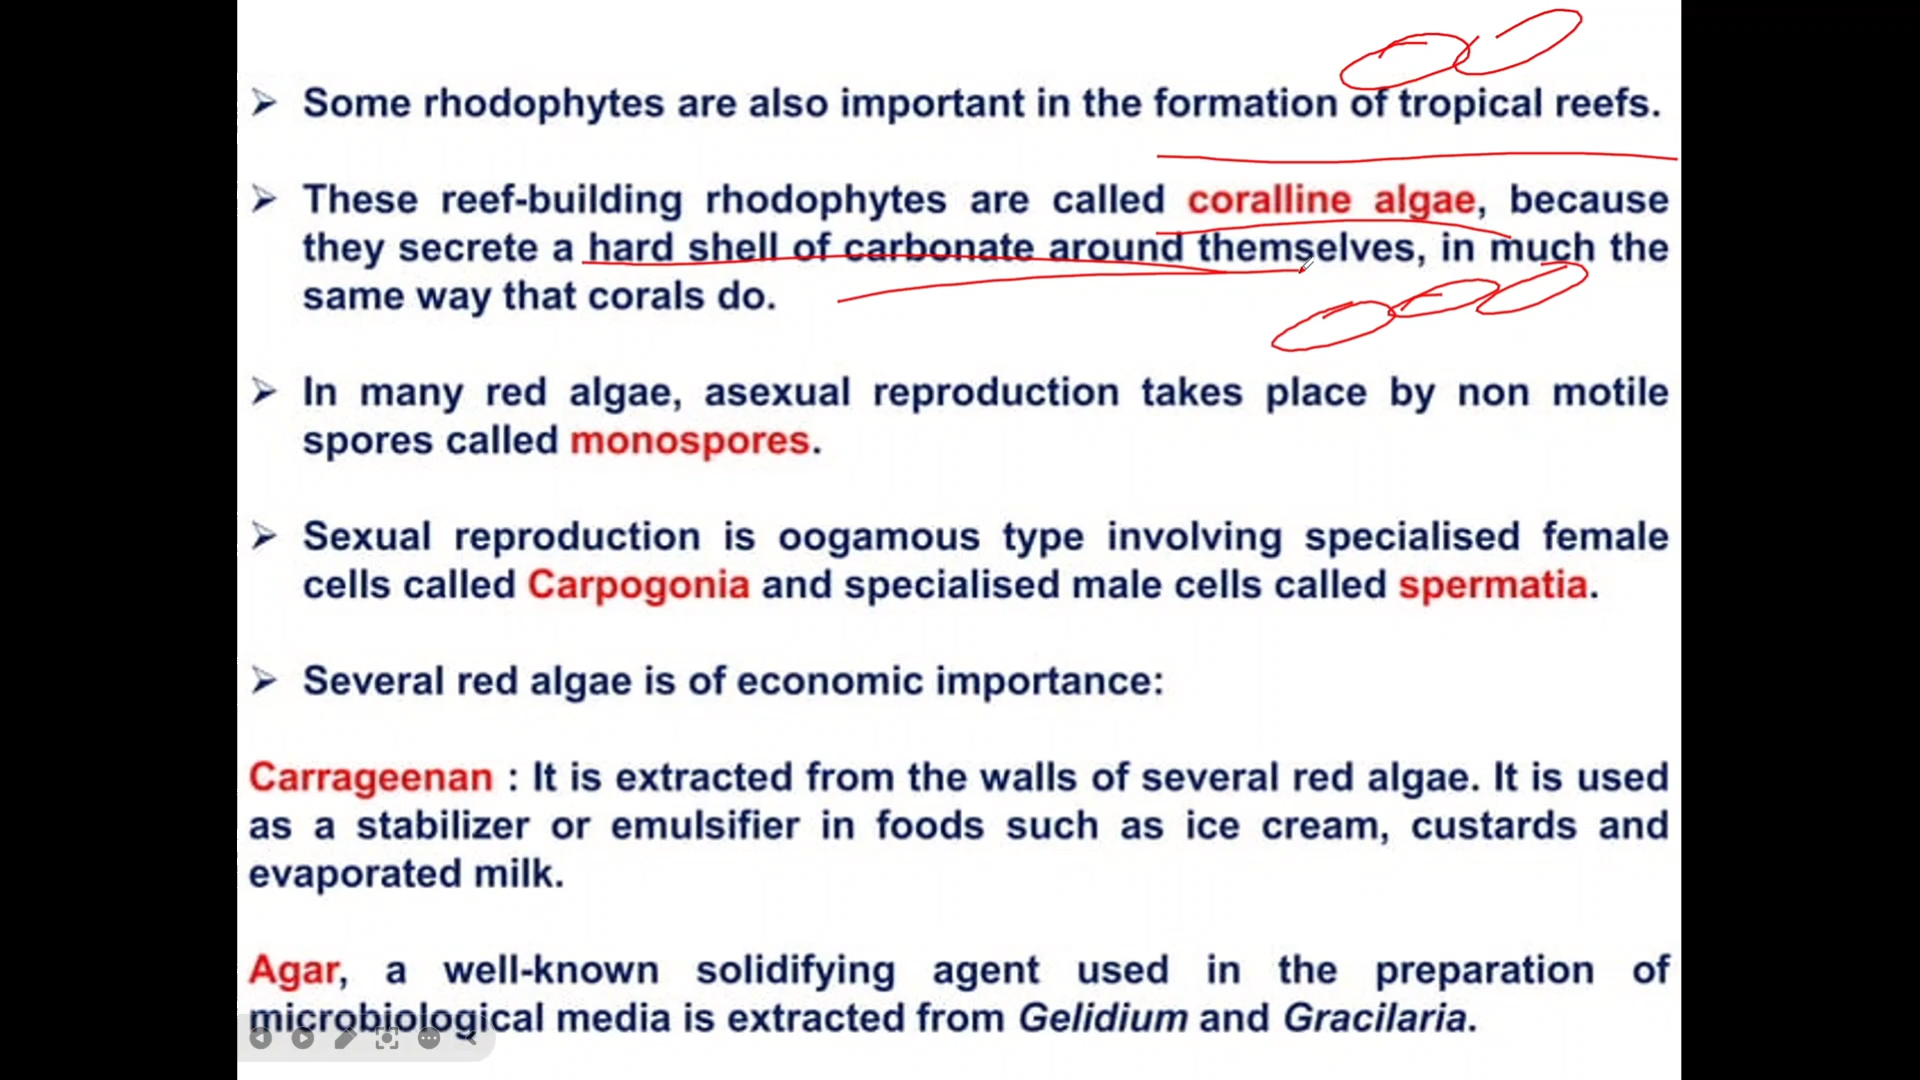 ➢ Some rhodophytes are also important in the formation of tropical reefs.
➢ These reef-building rhodophytes are called coralline algae, because
they secrete a hard shell of carbonate around themselves, in much the
same way that corals do.
➢ In many red algae, asexual reproduction takes place by non motile
spores called monospores.
➢ Sexual reproduction is oogamous type involving specialised female
cells called Carpogonia and specialised male cells called spermatia.
➢ Several red algae is of economic importance:
Carrageenan : It is extracted from the walls of several red algae. It is used
as a stabilizer or emulsifier in foods such as ice cream, custards and
evaporated milk.
Agar, a well-known solidifying agent used in the preparation of
microbiological media is extracted from Gelidium and Gracilaria.